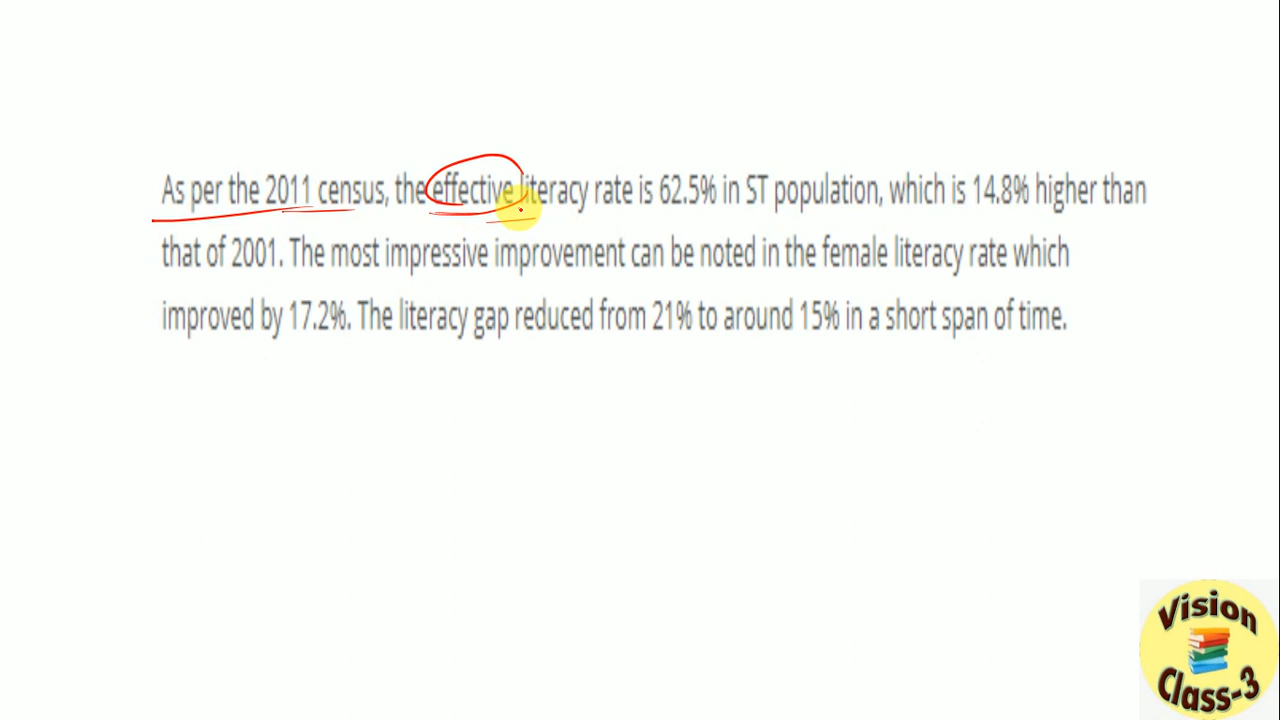 As per the 2011 census, the effective literacy rate is 62.5% in ST population, which is 14.8% higher than
that of 2001. The most impressive improvement can be noted in the female literacy rate which
improved by 17.2%. The literacy gap reduced from 21% to around 15% in a short span of time.
Vision
Class-3